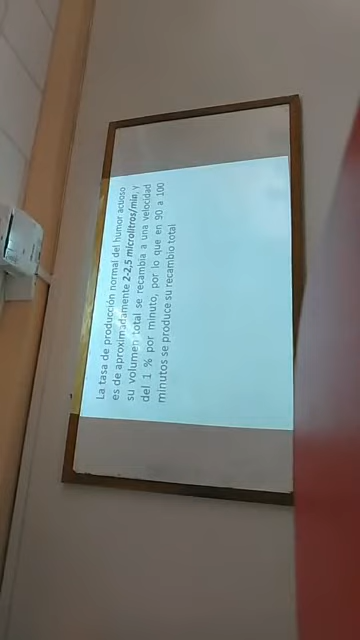 La tasa de producción normal del humor acuoso
es de aproximadamente 2-2,5 microlitros/min, y
su volumen total se recambia a una velocidad
del 1 % por minuto, por lo que en 90 a 100
minutos se produce su recambio total